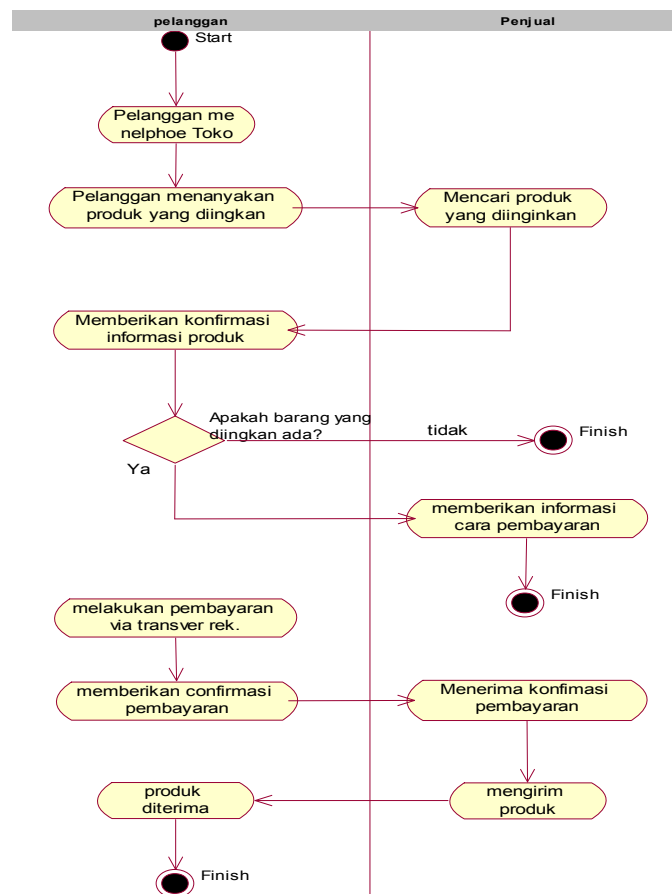 pelanggan
Penjual
Start
Pelanggan me
nelphoe Toko
Pelanggan menanyakan
produk yang diingkan
Mencari produk
yang diinginkan
Memberikan konfirmasi
informasi produk
Apakah barang yang
diingkan ada?
tidak
Finish
Ya
memberikan informasi
cara pembayaran
Finish
melakukan pembayaran
via transver rek.
memberikan confirmasi
pembayaran
Menerima konfimasi
pembayaran
mengirim
produk
produk
diterima
Finish